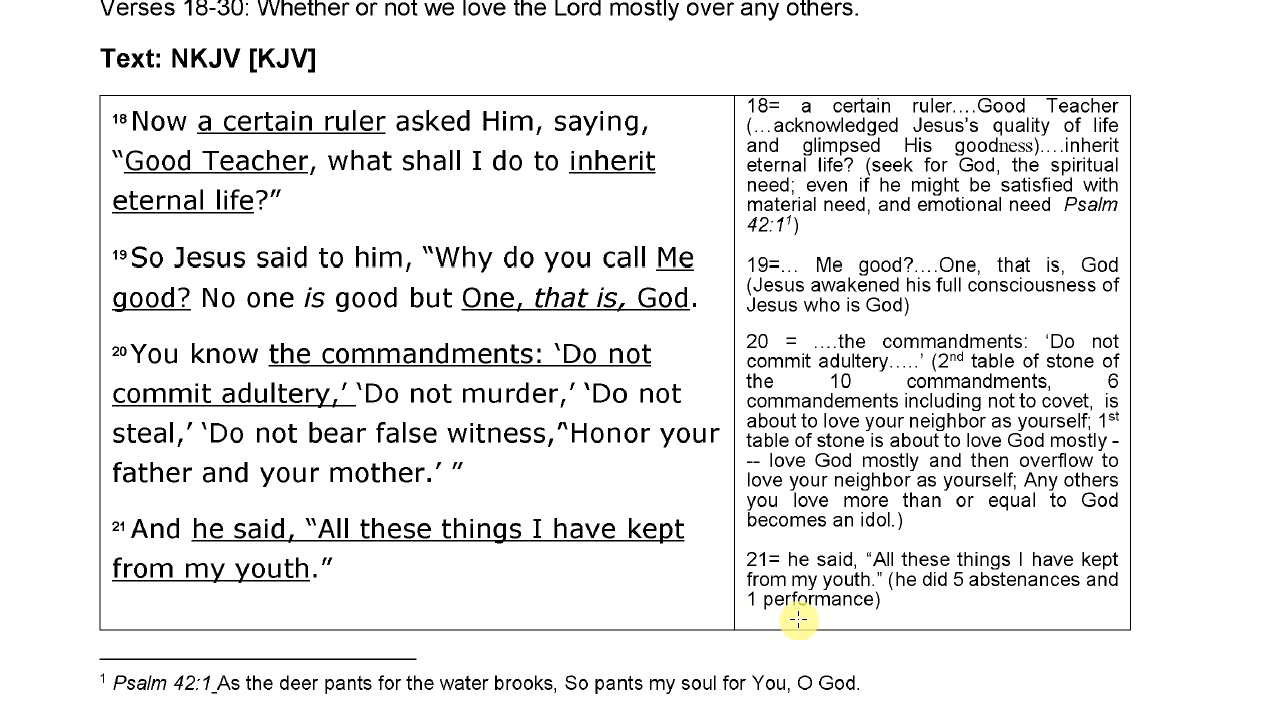 Verses 18-30: Whether or not we love the Lord mostly over any others.
Text: NKJV [KJV]
18 Now a certain ruler asked Him, saying,
“Good Teacher, what shall I do to inherit
eternal life?”
19 So Jesus said to him, “Why do you call Me
good? No one is good but One, that is, God.
20 You know the commandments: ‘Do not
commit adultery,’ ‘Do not murder,’ ‘Do not
steal,’ ‘Do not bear false witness,’‘Honor your
father and your mother.’ ”
21 And he said, “All these things I have kept
from my youth.”
18= a certain ruler....Good Teacher
(...acknowledged Jesus's quality of life
and glimpsed His goodness)....inherit
eternal life? (seek for God, the spiritual
need; even if he might be satisfied with
material need, and emotional need Psalm
42:1¹)
19=... Me good?....One, that is, God
(Jesus awakened his full consciousness of
Jesus who is God)
20 = ....the commandments: ‘Do not
commit adultery.....’ (2nd table of stone of
the 10 commandments, 6
commandements including not to covet, is
about to love your neighbor as yourself; 1st
table of stone is about to love God mostly -
-- love God mostly and then overflow to
love your neighbor as yourself; Any others
you love more than or equal to God
becomes an idol.)
21= he said, “All these things I have kept
from my youth.” (he did 5 abstenances and
1 performance)
1 Psalm 42:1 As the deer pants for the water brooks, So pants my soul for You, O God.